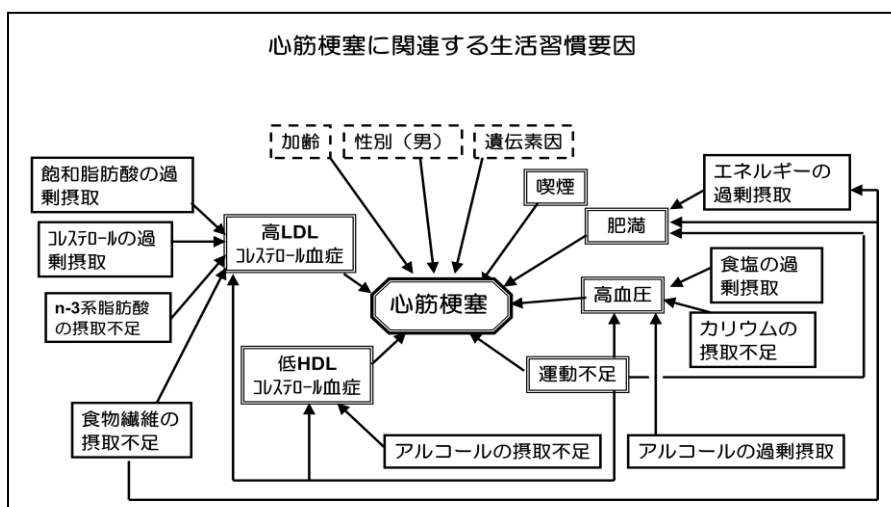 心筋梗塞に関連する生活習慣要因
加齢
性別（男）
遺伝素因
飽和脂肪酸の過
剰摂取
喫煙
エネルギーの
過剰摂取
肥満
高LDL
ｺﾚｽﾃﾛｰﾙ血症
ｺﾚｽﾃﾛｰﾙの過
剰摂取
食塩の過
剰摂取
高血圧
心筋梗塞
n-3系脂肪酸
の摂取不足
カリウムの
摂取不足
低HDL
ｺﾚｽﾃﾛｰﾙ血症
運動不足
食物繊維の
摂取不足
アルコールの摂取不足
アルコールの過剰摂取